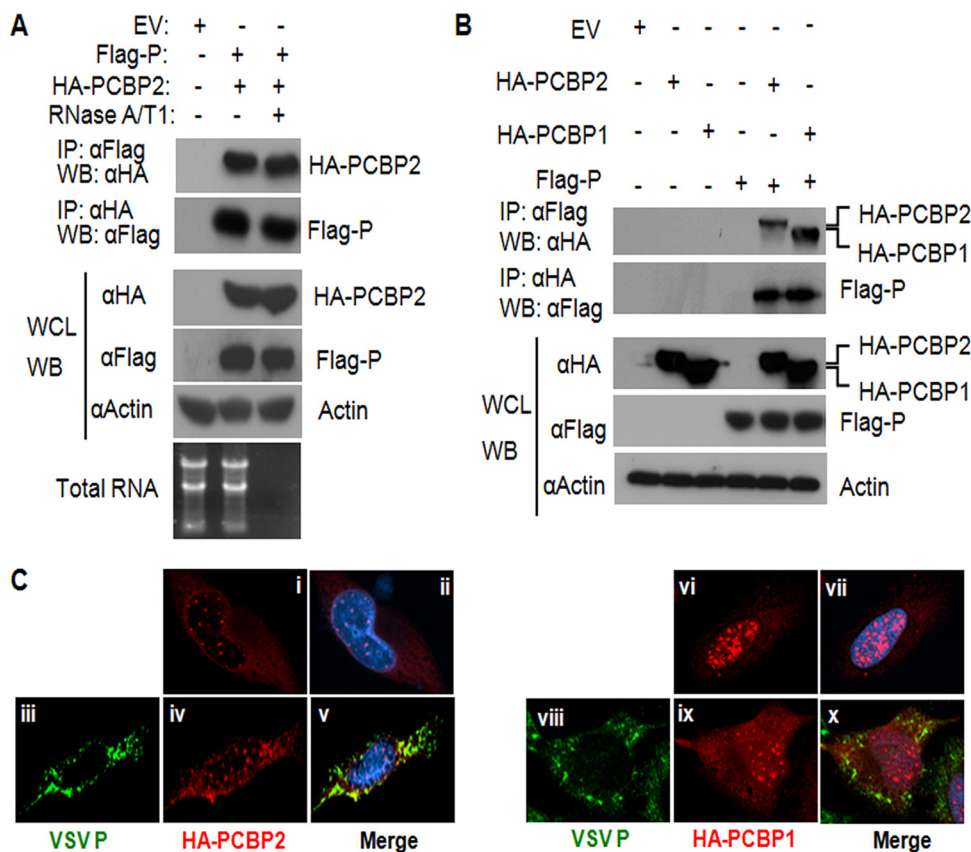 A
EV: + - -
Flag-P: - + +
HA-PCBP2: - + +
RNase A/T1: - - +
IP: αFlag
WB: αHA
HA-PCBP2
IP: αHA
WB: αFlag
Flag-P
WCL
WB
αHA
HA-PCBP2
αFlag
Flag-P
αActin
Actin
Total RNA
B
EV + - - - - -
HA-PCBP2 - + - - + -
HA-PCBP1 - - + - - +
Flag-P - - - + + +
IP: αFlag
WB: αHA
HA-PCBP2
HA-PCBP1
IP: αHA
WB: αFlag
Flag-P
WCL
WB
αHA
HA-PCBP2
HA-PCBP1
αFlag
Flag-P
αActin
Actin
C
i
ii
iii
iv
v
VSV P
HA-PCBP2
Merge
vi
vii
viii
ix
x
VSV P
HA-PCBP1
Merge